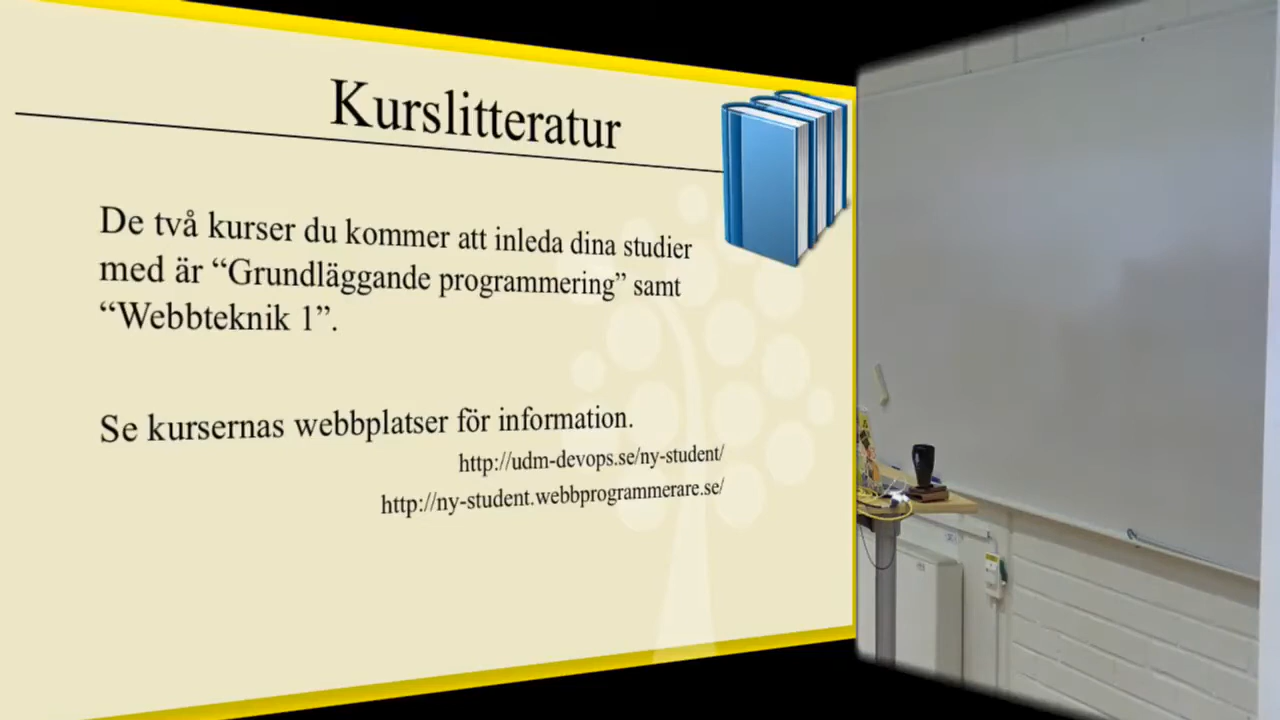 Kurslitteratur
De två kurser du kommer att inleda dina studier
med är “Grundläggande programmering” samt
“Webbteknik 1”.
Se kursernas webbplatser för information.
http://udm-devops.se/ny-student/
http://ny-student.webbprogrammerare.se/